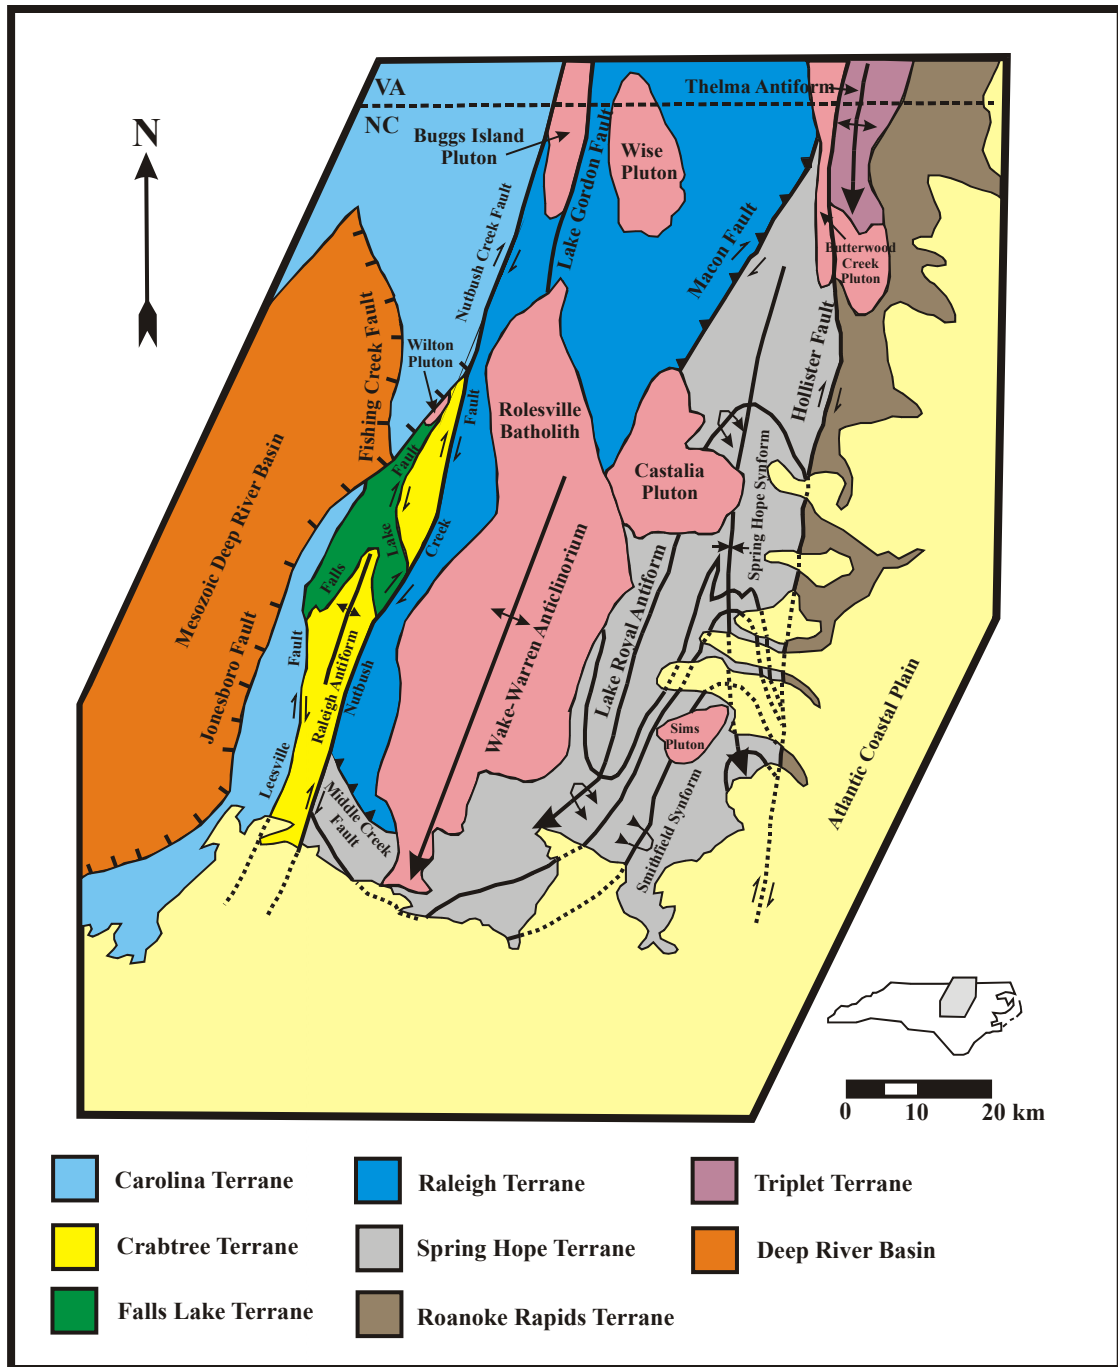 VA
NC
N
Thelma Antiform
Buggs Island
Pluton
Wise
Pluton
Lake Gordon Fault
Nutbush Creek Fault
Macon Fault
Butterwood
Creek
Pluton
Hollister Fault
Fishing Creek Fault
Wilton
Pluton
Rolesville
Batholith
Castalia
Pluton
Spring Hope Synform
Mesozoic Deep River Basin
Jonesboro Fault
Falls Lake Fault
Nutbush Creek Fault
Leesville Fault
Raleigh Antiform
Wake-Warren Anticlinorium
Lake Royal Antiform
Sims
Pluton
Smithfield Synform
Middle Creek
Fault
Atlantic Coastal Plain
0 10 20 km
Carolina Terrane
Raleigh Terrane
Triplet Terrane
Crabtree Terrane
Spring Hope Terrane
Deep River Basin
Falls Lake Terrane
Roanoke Rapids Terrane